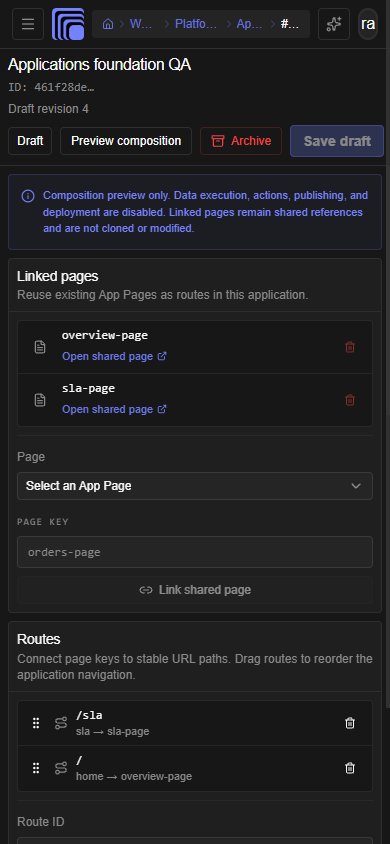 W...
Platfo...
Ap...
#...
ra
Applications foundation QA
ID: 461f28de…
Draft revision 4
Draft
Preview composition
Archive
Save draft
Composition preview only. Data execution, actions, publishing, and
deployment are disabled. Linked pages remain shared references
and are not cloned or modified.
Linked pages
Reuse existing App Pages as routes in this application.
overview-page
Open shared page
sla-page
Open shared page
Page
Select an App Page
PAGE KEY
orders-page
Link shared page
Routes
Connect page keys to stable URL paths. Drag routes to reorder the
application navigation.
/sla
sla → sla-page
/
home → overview-page
Route ID